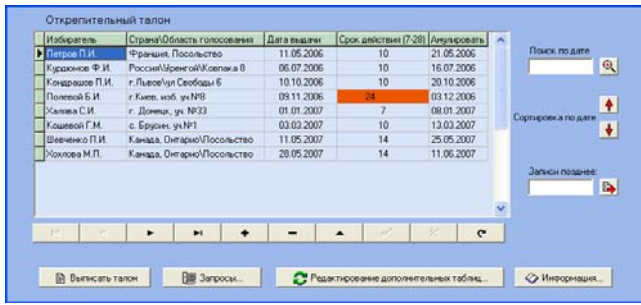 Открепительный талон
Избиратель Страна\Область голосования Дата выдачи Срок действия (7-28) Анулировать
Петров П.И. Франция, Посольство 11.05.2006 10 21.05.2006
Курдюмов Ф.И. Россия\Уренгой\Ковпака 8 06.07.2006 10 16.07.2006
Кондрашов П.И. г.Львов\ул Свободы 6 10.10.2006 10 20.10.2006
Полевой Б.И. г.Киев, изб. уч.№8 09.11.2006 24 03.12.2006
Халява С.И. г. Донецк, уч. №33 01.01.2007 7 08.01.2007
Кошевой Г.М. с. Брусин, уч.№1 03.03.2007 10 13.03.2007
Шевченко П.И. Канада, Онтарио\Посольство 11.05.2007 14 25.05.2007
Хохлова М.П. Канада, Онтарио\Посольство 28.05.2007 14 11.06.2007
Поиск по дате
Сортировка по дате
Записи позднее:
Выписать талон Запросы... Редактирование дополнительных таблиц... Информация...